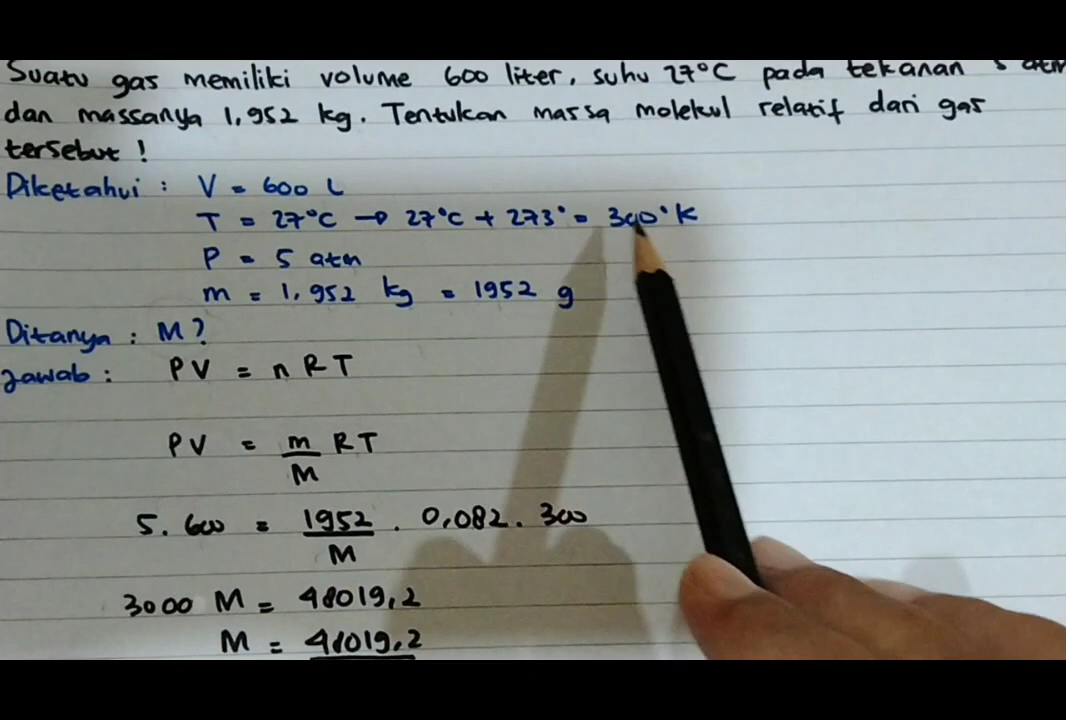 Suatu gas memiliki volume 600 liter, suhu 27°C pada tekanan 5 atm
dan massanya 1,952 kg. Tentukan massa molekul relatif dari gas
tersebut!
Diketahui : V = 600 L
T = 27°C → 27°C + 273° = 300°K
P = 5 atm
m = 1,952 kg = 1952 g
Ditanya : M?
Jawab : PV = nRT
PV = m/M RT
5. 600 = 1952/M . 0,082. 300
3000 M = 48019,2
M = 48019,2